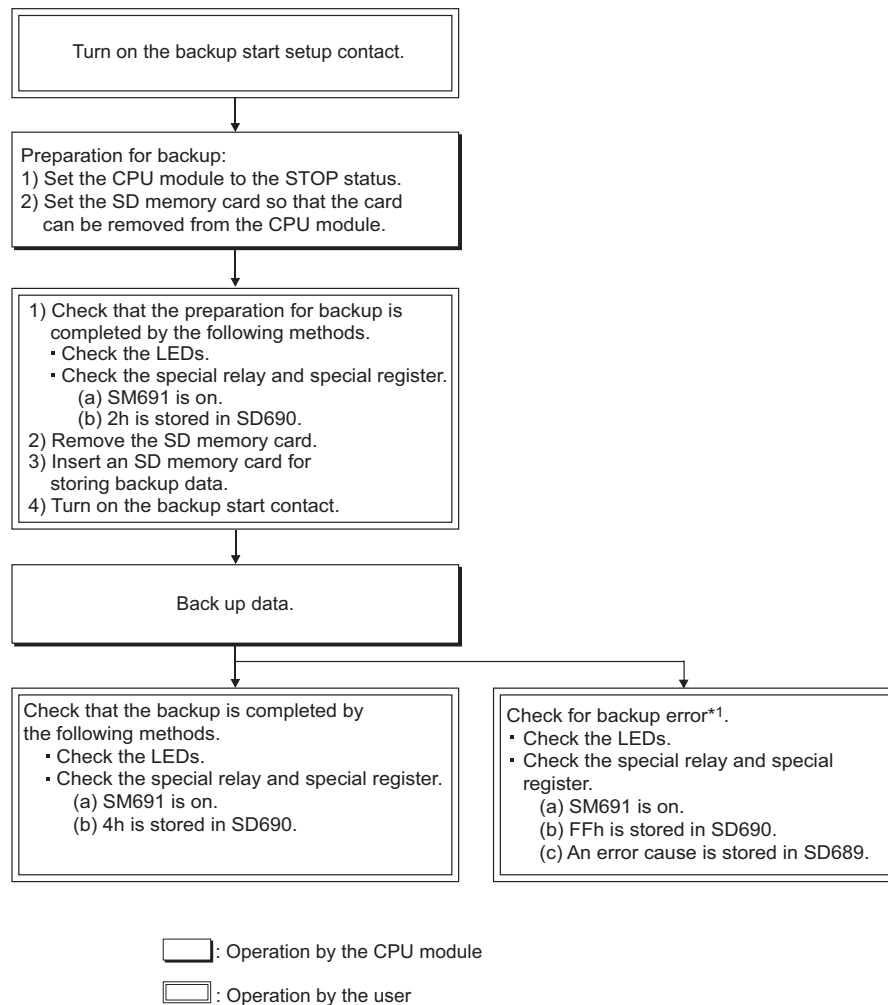 Turn on the backup start setup contact.
Preparation for backup:
1) Set the CPU module to the STOP status.
2) Set the SD memory card so that the card
can be removed from the CPU module.
1) Check that the preparation for backup is
completed by the following methods.
▪ Check the LEDs.
▪ Check the special relay and special register.
(a) SM691 is on.
(b) 2h is stored in SD690.
2) Remove the SD memory card.
3) Insert an SD memory card for
storing backup data.
4) Turn on the backup start contact.
Back up data.
Check that the backup is completed by
the following methods.
▪ Check the LEDs.
▪ Check the special relay and special register.
(a) SM691 is on.
(b) 4h is stored in SD690.
Check for backup error*1.
▪ Check the LEDs.
▪ Check the special relay and special
register.
(a) SM691 is on.
(b) FFh is stored in SD690.
(c) An error cause is stored in SD689.
: Operation by the CPU module
: Operation by the user